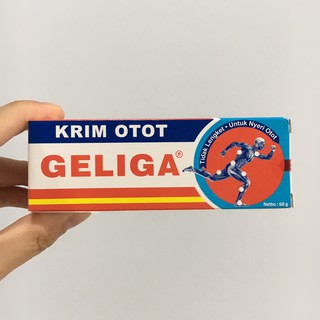 KRIM OTOT
GELIGA®
Tidak Lengket • Untuk Nyeri Otot
Netto : 60 g